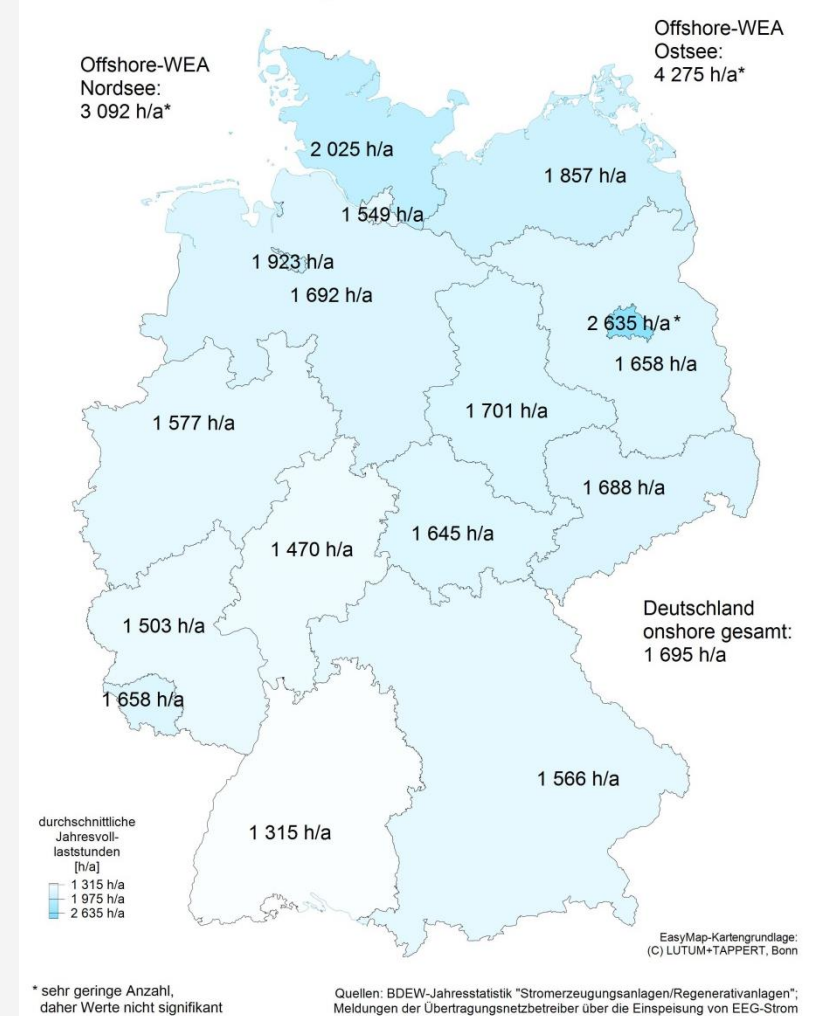 Offshore-WEA
Nordsee:
3 092 h/a*
Offshore-WEA
Ostsee:
4 275 h/a*
2 025 h/a
1 857 h/a
1 549 h/a
1 923 h/a
1 692 h/a
2 635 h/a*
1 658 h/a
1 577 h/a
1 701 h/a
1 688 h/a
1 470 h/a
1 645 h/a
1 503 h/a
Deutschland
onshore gesamt:
1 695 h/a
1 658 h/a
1 566 h/a
1 315 h/a
durchschnittliche
Jahresvoll-
laststunden
[h/a]
1 315 h/a
1 975 h/a
2 635 h/a
EasyMap-Kartengrundlage:
(C) LUTUM+TAPPERT, Bonn
* sehr geringe Anzahl,
daher Werte nicht signifikant
Quellen: BDEW-Jahresstatistik "Stromerzeugungsanlagen/Regenerativanlagen";
Meldungen der Übertragungsnetzbetreiber über die Einspeisung von EEG-Strom